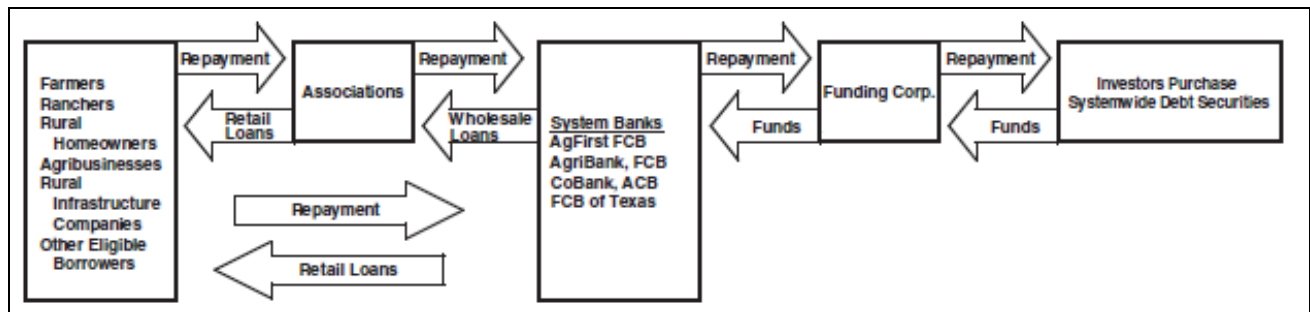 Farmers
Ranchers
Rural
Homeowners
Agribusinesses
Rural
Infrastructure
Companies
Other Eligible
Borrowers
Repayment
Retail
Loans
Associations
Repayment
Wholesale
Loans
Repayment
Retail Loans
System Banks
AgFirst FCB
AgriBank, FCB
CoBank, ACB
FCB of Texas
Repayment
Funds
Funding Corp.
Repayment
Funds
Investors Purchase
Systemwide Debt Securities